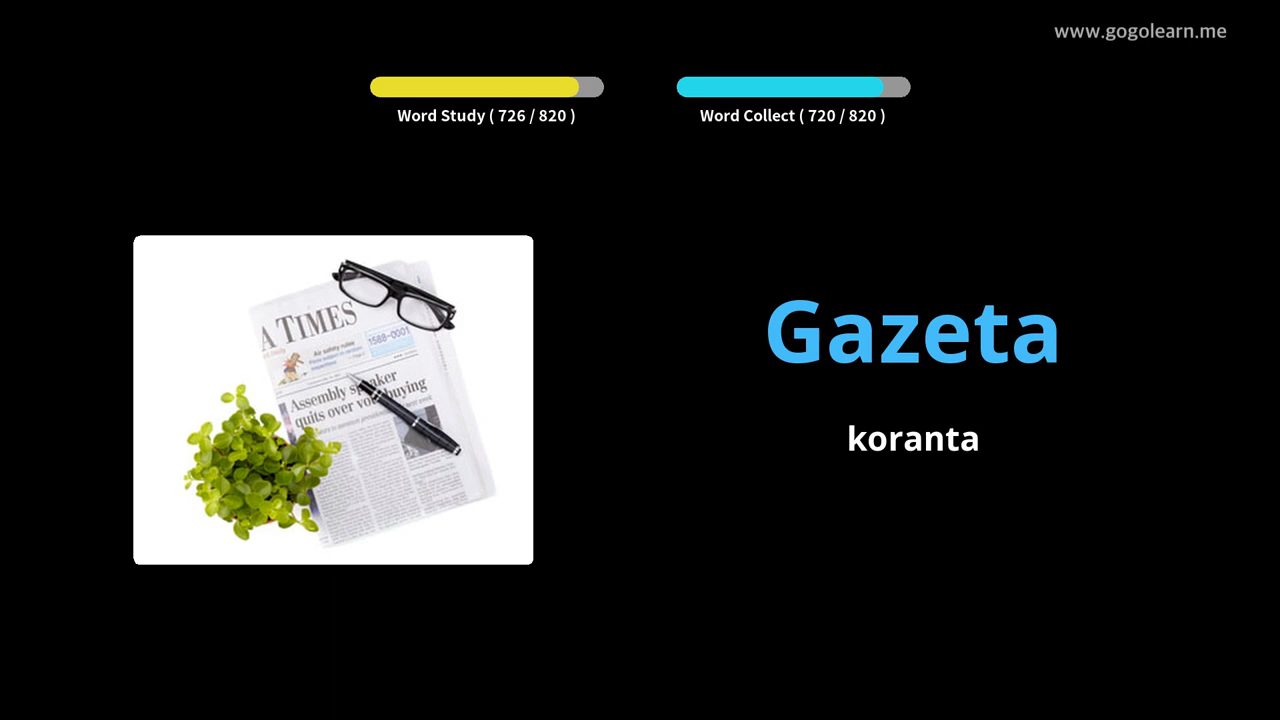 www.gogolearn.me
Word Study ( 726 / 820 )
Word Collect ( 720 / 820 )
A TIMES
Air safety rules
1588-0001
Assembly speaker
quits over vote buying
Gazeta
koranta